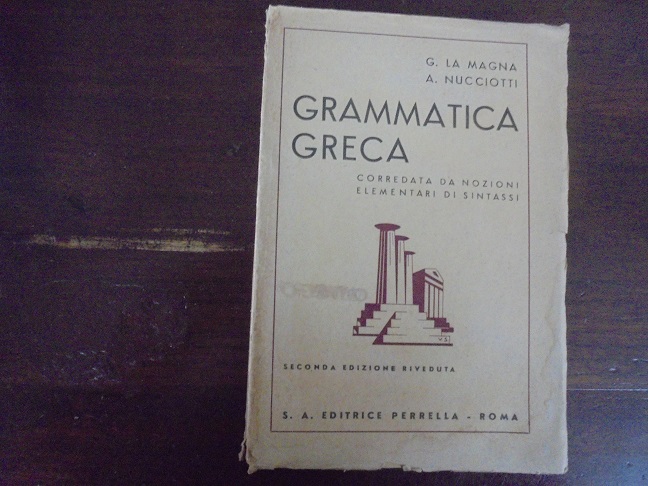 G. LA MAGNA
A. NUCCIOTTI
GRAMMATICA
GRECA
CORREDATA DA NOZIONI
ELEMENTARI DI SINTASSI
SECONDA EDIZIONE RIVEDUTA
S. A. EDITRICE PERRELLA - ROMA